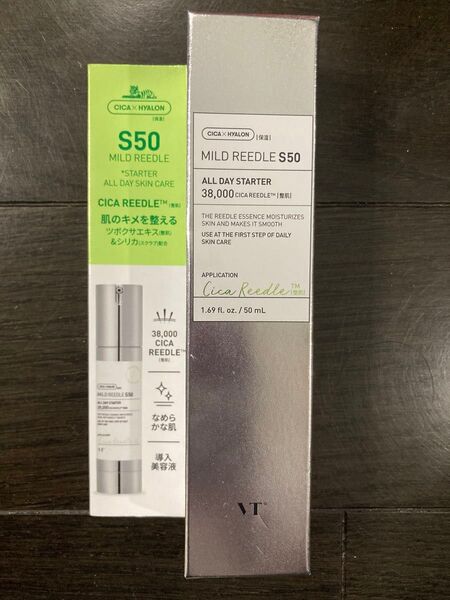 CICA × HYALON
[保湿]
S50
MILD REEDLE
*STARTER
ALL DAY SKIN CARE
CICA REEDLE™ [整肌]
肌のキメを整える
ツボクサエキス(整肌)
&シリカ(スクラブ)配合
38,000
CICA
REEDLE™
[整肌]
なめら
かな肌
導入
美容液
CICA × HYALON
MILD REEDLE S50
ALL DAY STARTER
VT
CICA × HYALON [保湿]
MILD REEDLE S50
ALL DAY STARTER
38,000 CICA REEDLE™ [整肌]
THE REEDLE ESSENCE MOISTURIZES
SKIN AND MAKES IT SMOOTH
USE AT THE FIRST STEP OF DAILY
SKIN CARE
APPLICATION
Cica Reedle™ [整肌]
1.69 fl. oz. / 50 mL
VT